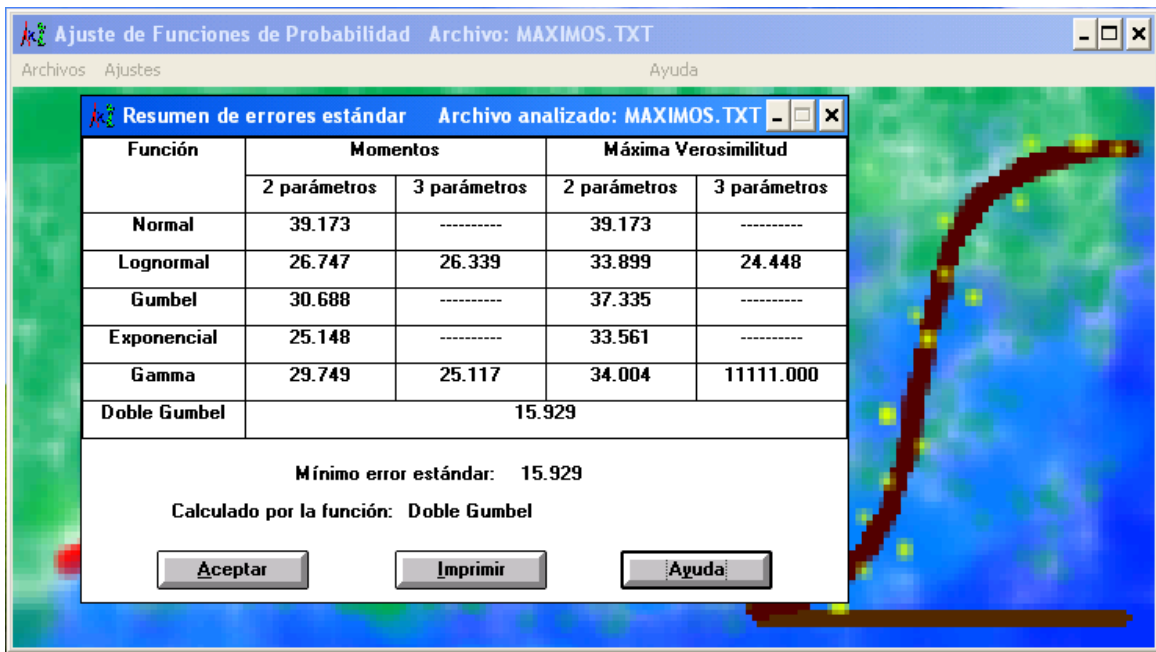 Ajuste de Funciones de Probabilidad Archivo: MAXIMOS.TXT
Archivos Ajustes Ayuda
Resumen de errores estándar Archivo analizado: MAXIMOS.TXT
Función Momentos Máxima Verosimilitud
2 parámetros 3 parámetros 2 parámetros 3 parámetros
Normal 39.173 ---------- 39.173 ----------
Lognormal 26.747 26.339 33.899 24.448
Gumbel 30.688 ---------- 37.335 ----------
Exponencial 25.148 ---------- 33.561 ----------
Gamma 29.749 25.117 34.004 11111.000
Doble Gumbel 15.929
Mínimo error estándar: 15.929
Calculado por la función: Doble Gumbel
Aceptar Imprimir Ayuda